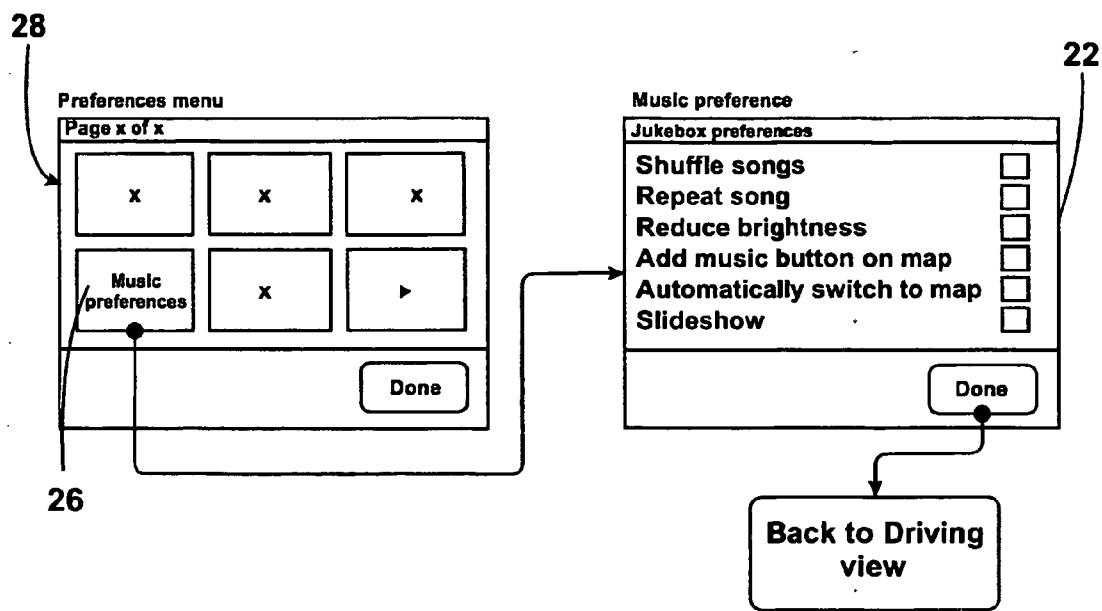 28
Preferences menu
Page x of x
x x x
Music
preferences
x
Done
26
22
Music preference
Jukebox preferences
Shuffle songs
Repeat song
Reduce brightness
Add music button on map
Automatically switch to map
Slideshow
Done
Back to Driving
view